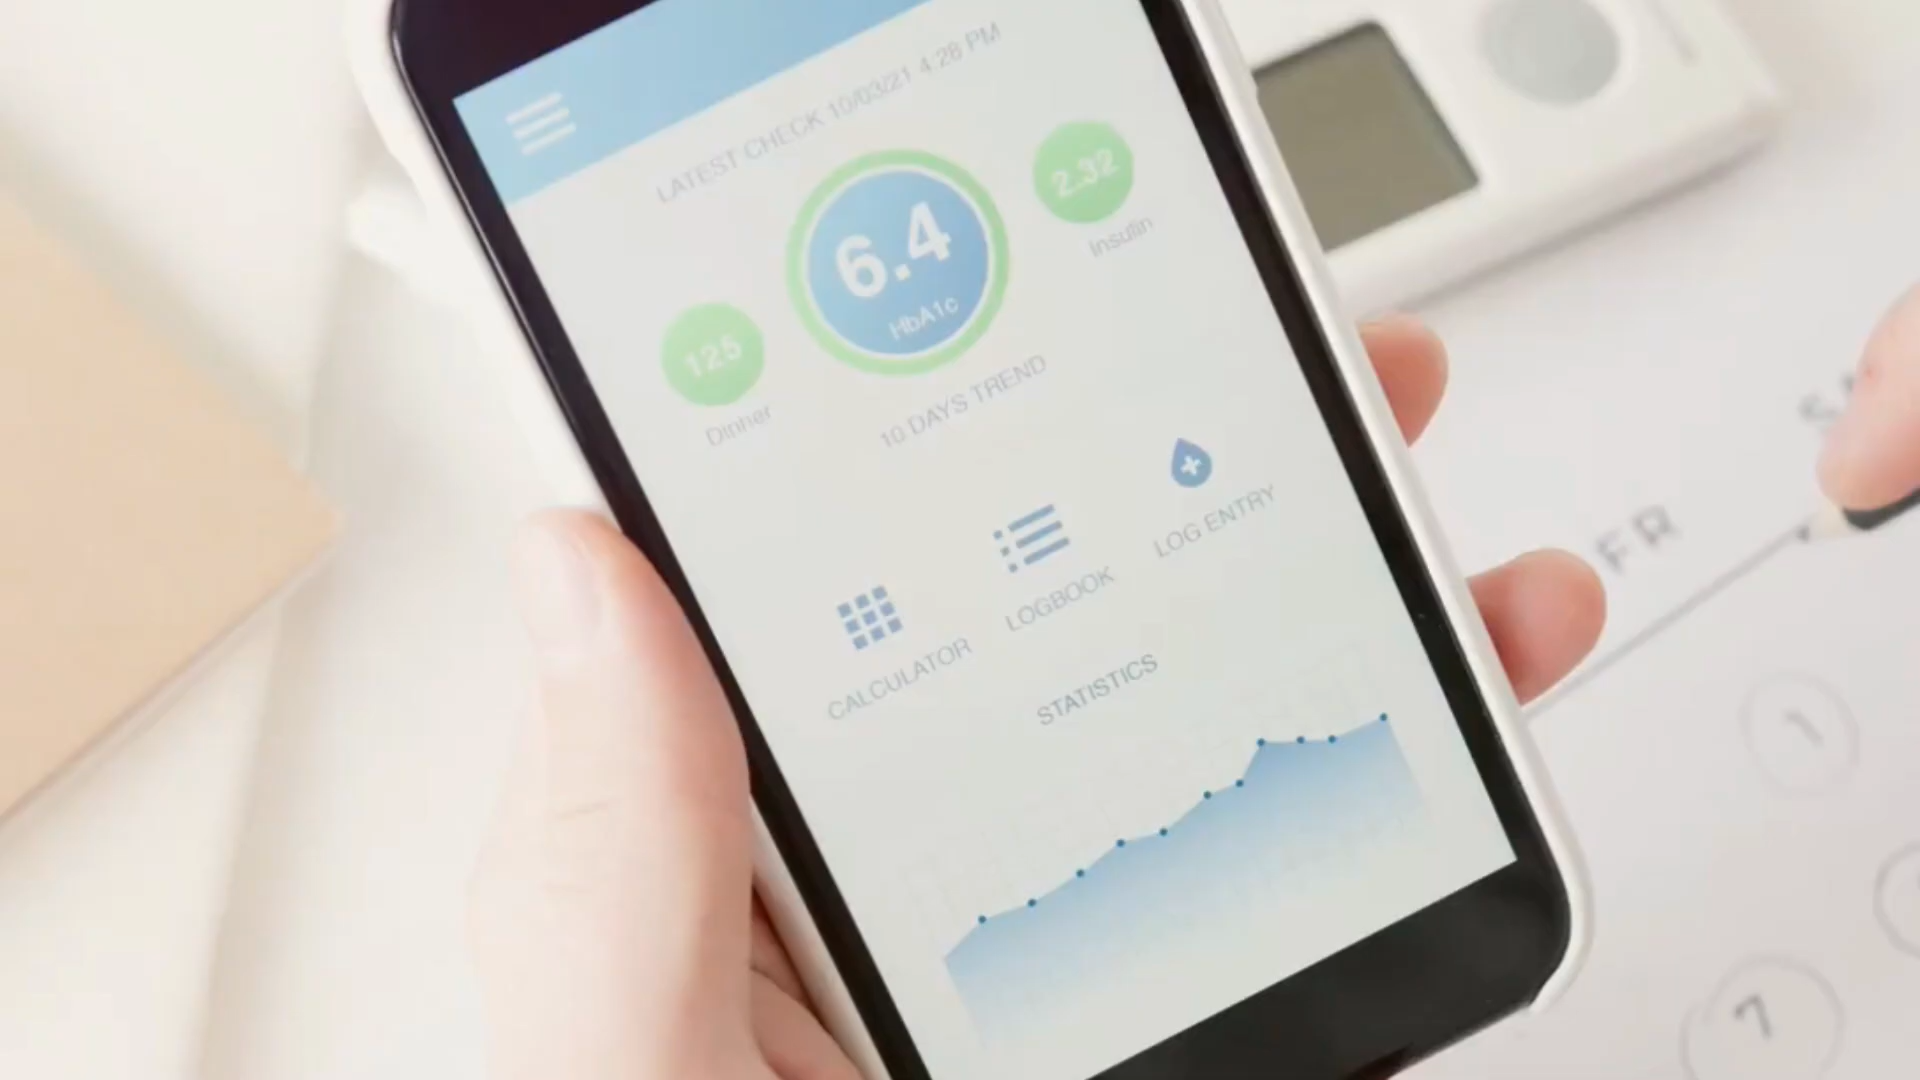 LATEST CHECK 10/03/21 4:28 PM
2.32
Insulin
6.4
HbA1c
125
Dinner
10 DAYS TREND
LOG ENTRY
LOGBOOK
CALCULATOR
STATISTICS
SA
FR
1
7